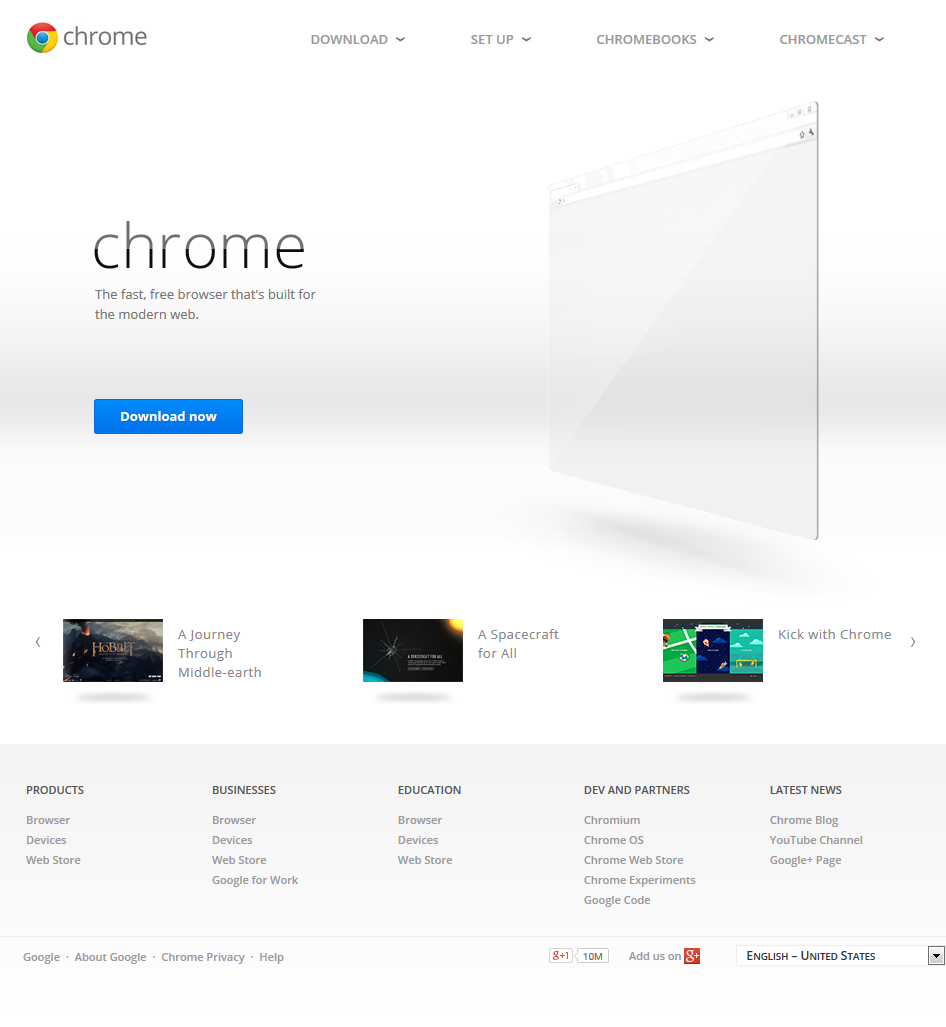 chrome
DOWNLOAD
SET UP
CHROMEBOOKS
CHROMECAST
chrome
The fast, free browser that's built for
the modern web.
Download now
HOBBIT
A Journey
Through
Middle-earth
A SPACECRAFT FOR ALL
A Spacecraft
for All
Kick with Chrome
PRODUCTS
Browser
Devices
Web Store
BUSINESSES
Browser
Devices
Web Store
Google for Work
EDUCATION
Browser
Devices
Web Store
DEV AND PARTNERS
Chromium
Chrome OS
Chrome Web Store
Chrome Experiments
Google Code
LATEST NEWS
Chrome Blog
YouTube Channel
Google+ Page
Google · About Google · Chrome Privacy · Help
g+1 10M
Add us on g+
ENGLISH – UNITED STATES